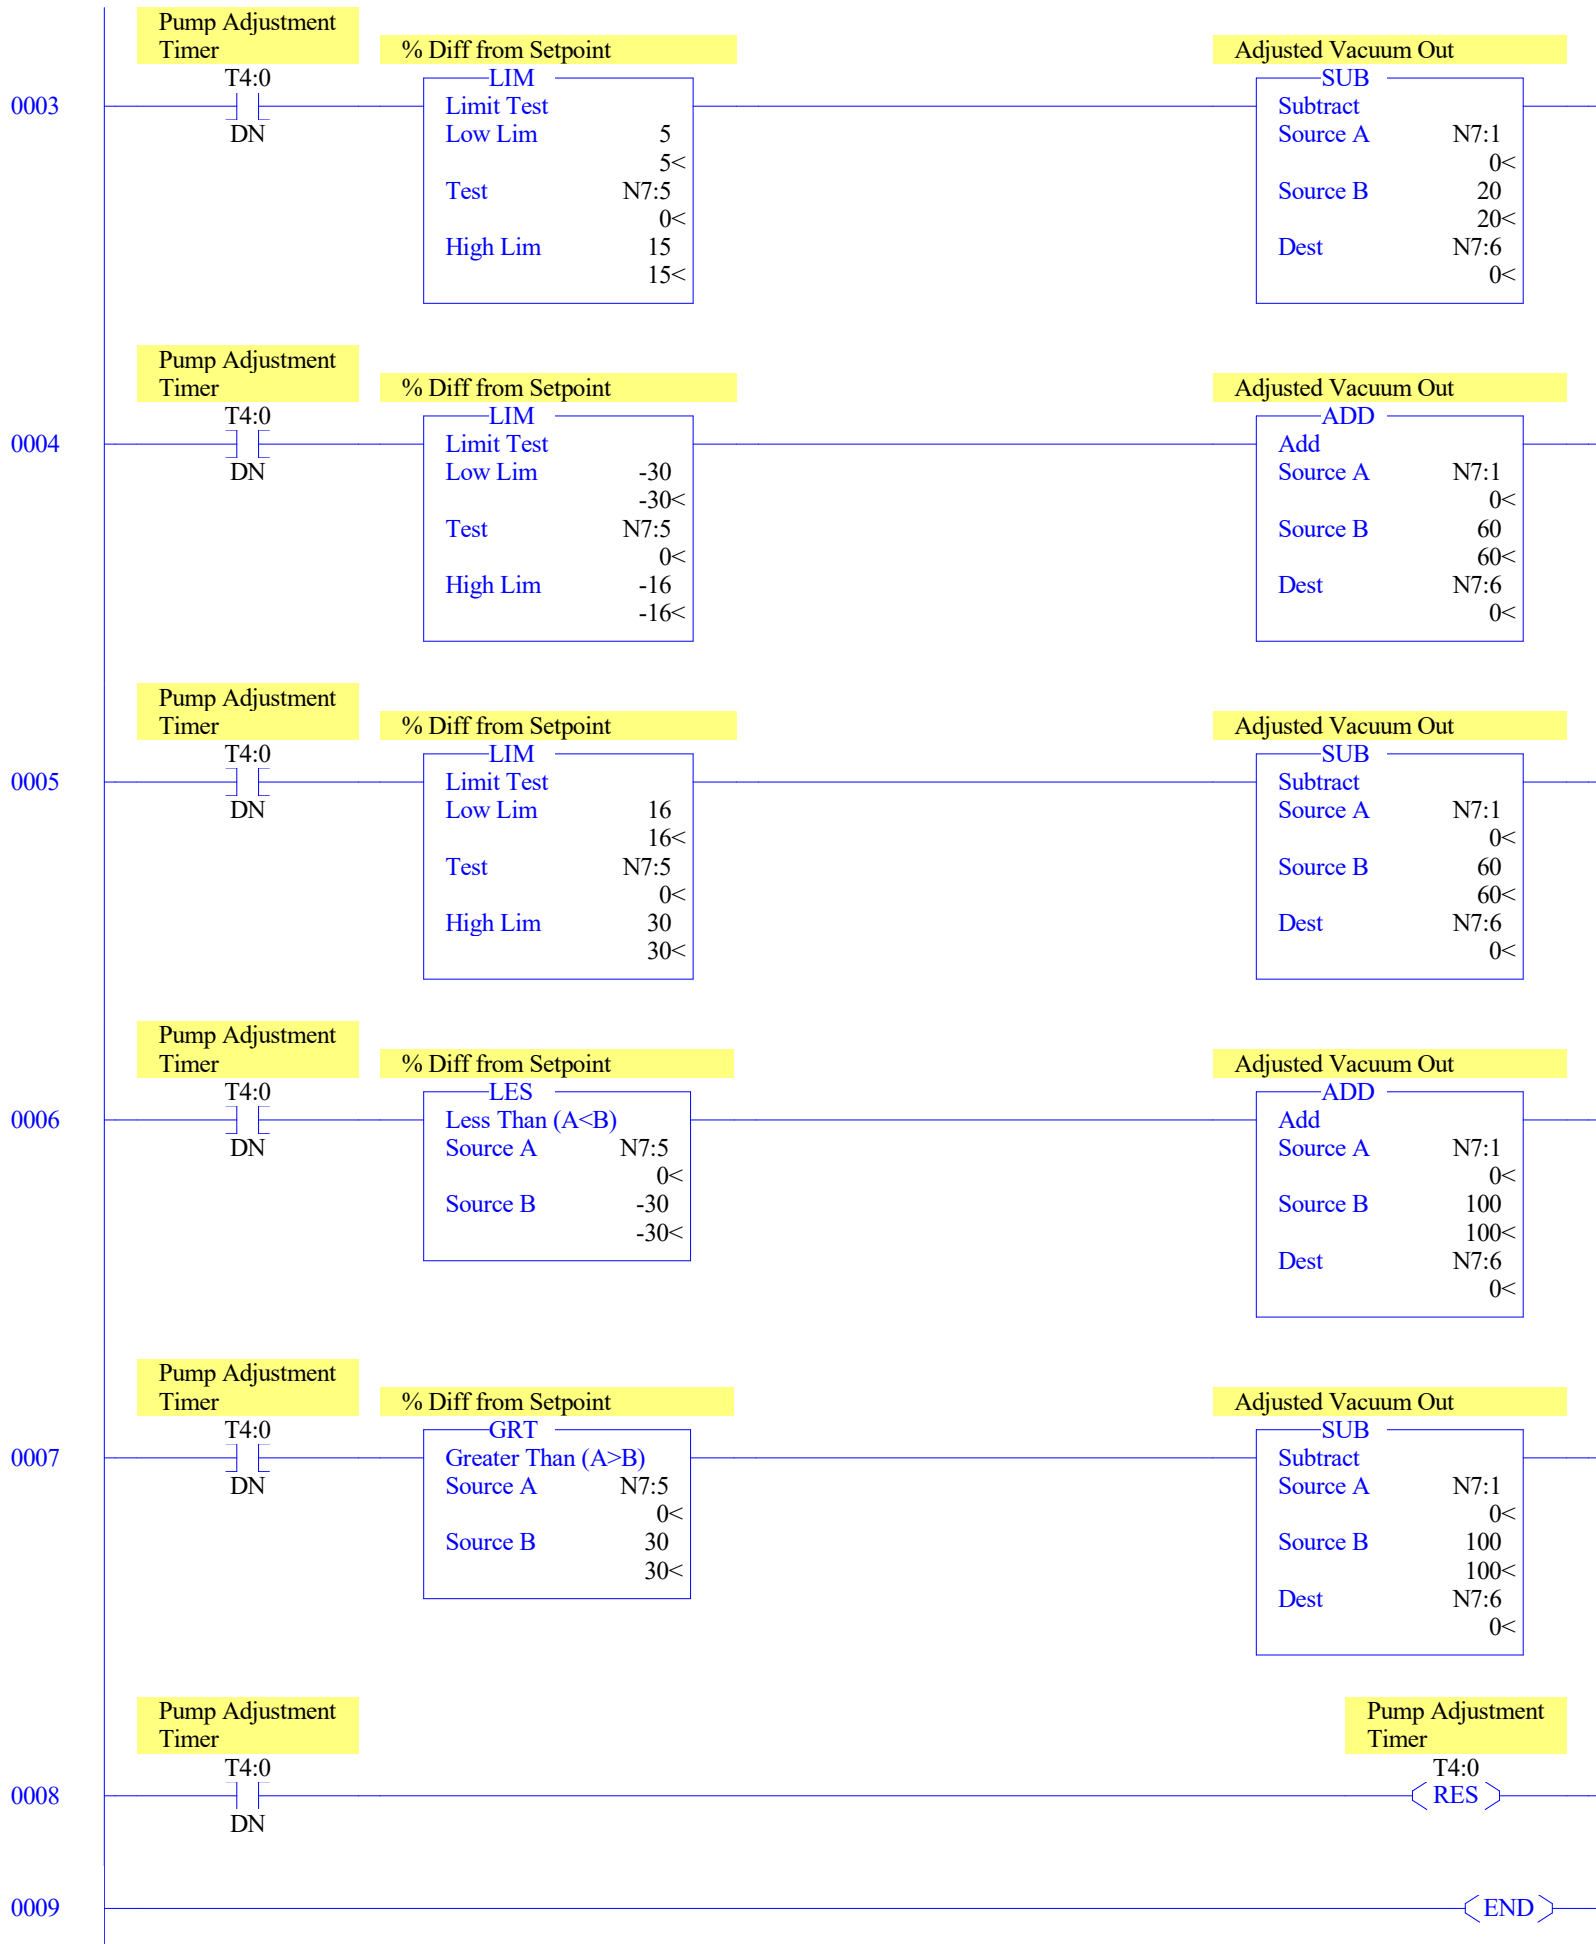 Pump Adjustment
Timer
% Diff from Setpoint
Adjusted Vacuum Out
T4:0
LIM
SUB
0003
Limit Test
Subtract
DN
Low Lim 5
Source A N7:1
5<
0<
Test N7:5
Source B 20
0<
20<
High Lim 15
Dest N7:6
15<
0<
Pump Adjustment
Timer
% Diff from Setpoint
Adjusted Vacuum Out
T4:0
LIM
ADD
0004
Limit Test
Add
DN
Low Lim -30
Source A N7:1
-30<
0<
Test N7:5
Source B 60
0<
60<
High Lim -16
Dest N7:6
-16<
0<
Pump Adjustment
Timer
% Diff from Setpoint
Adjusted Vacuum Out
T4:0
LIM
SUB
0005
Limit Test
Subtract
DN
Low Lim 16
Source A N7:1
16<
0<
Test N7:5
Source B 60
0<
60<
High Lim 30
Dest N7:6
30<
0<
Pump Adjustment
Timer
% Diff from Setpoint
Adjusted Vacuum Out
T4:0
LES
ADD
0006
Less Than (A<B)
Add
DN
Source A N7:5
Source A N7:1
0<
0<
Source B -30
Source B 100
-30<
100<
Dest N7:6
0<
Pump Adjustment
Timer
% Diff from Setpoint
Adjusted Vacuum Out
T4:0
GRT
SUB
0007
Greater Than (A>B)
Subtract
DN
Source A N7:5
Source A N7:1
0<
0<
Source B 30
Source B 100
30<
100<
Dest N7:6
0<
Pump Adjustment
Timer
Pump Adjustment
Timer
T4:0
T4:0
0008
RES
DN
0009
END